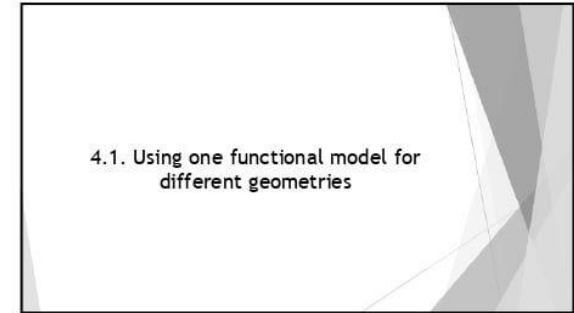 4.1. Using one functional model for
different geometries